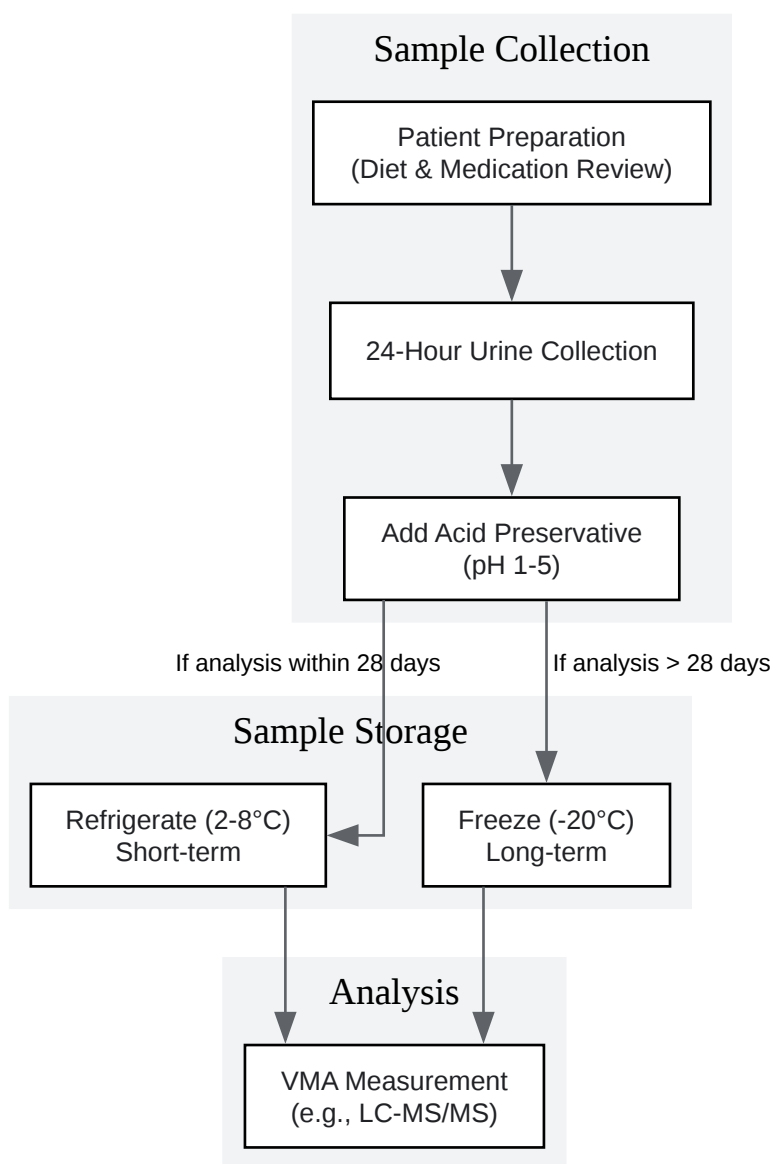 Sample Collection
Patient Preparation
(Diet & Medication Review)
24-Hour Urine Collection
Add Acid Preservative
(pH 1-5)
If analysis within 28 days
If analysis > 28 days
Sample Storage
Refrigerate (2-8°C)
Short-term
Freeze (-20°C)
Long-term
Analysis
VMA Measurement
(e.g., LC-MS/MS)